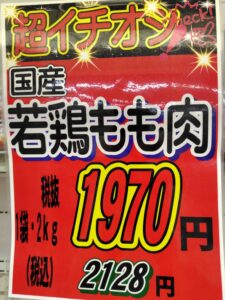 超イチオシ
国産
若鶏もも肉
税抜
1袋・2kg
1970円
(税込)
2128円